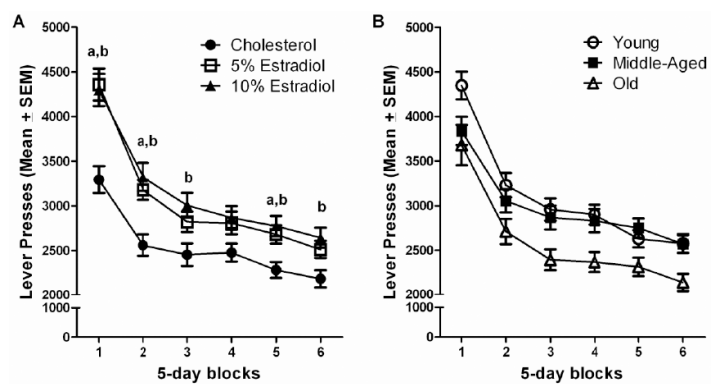 A
Cholesterol
5% Estradiol
10% Estradiol
a,b
a,b
b
a,b
b
Lever Presses (Mean ± SEM)
5000
4500
4000
3500
3000
2500
2000
1000
0
1 2 3 4 5 6
5-day blocks
B
Young
Middle-Aged
Old
Lever Presses (Mean ± SEM)
5000
4500
4000
3500
3000
2500
2000
1000
0
1 2 3 4 5 6
5-day blocks